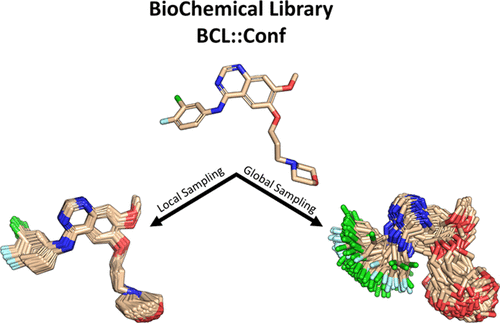 BioChemical Library
BCL::Conf
Local Sampling
Global Sampling